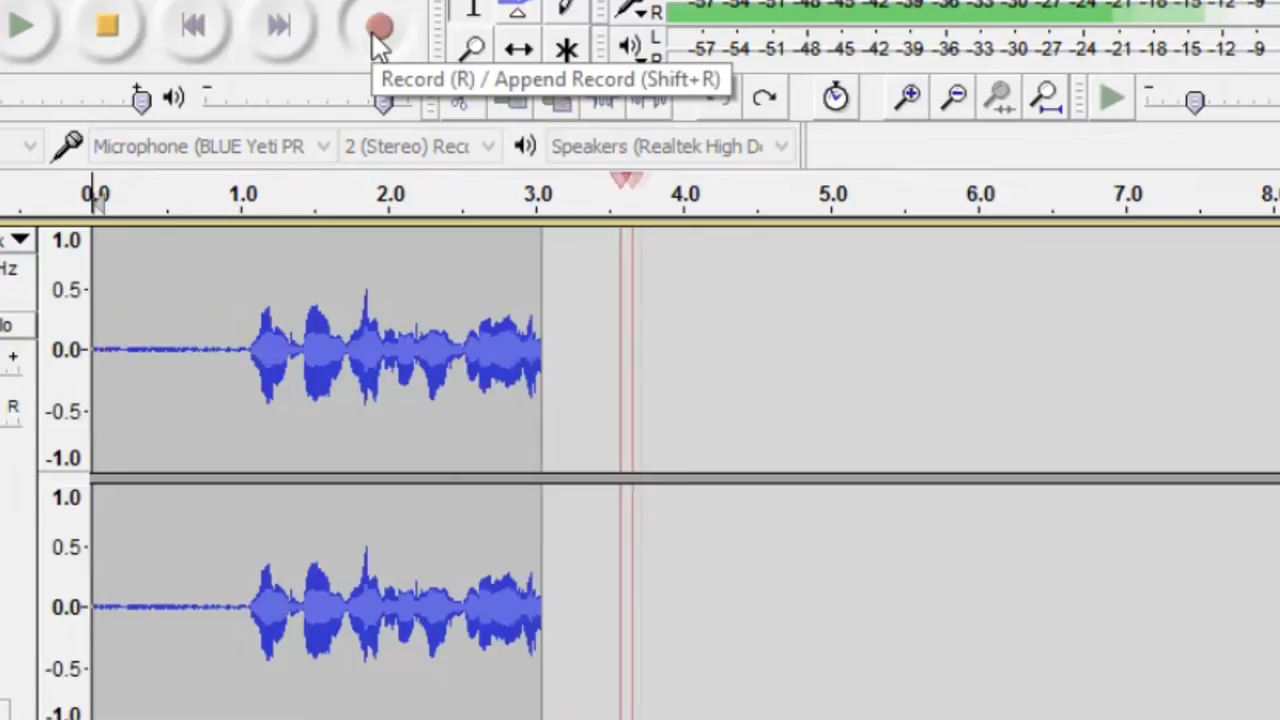 R
-57 -54 -51 -48 -45 -42 -39 -36 -33 -30 -27 -24 -21 -18 -15 -12 -9
L
-57 -54 -51 -48 -45 -42 -39 -36 -33 -30 -27 -24 -21 -18 -15 -12 -9
R
Record (R) / Append Record (Shift+R)
Microphone (BLUE Yeti PR
2 (Stereo) Recc
Speakers (Realtek High De
0.0 1.0 2.0 3.0 4.0 5.0 6.0 7.0 8.
Hz
lo
+
R
1.0
0.5
0.0
-0.5
-1.0
1.0
0.5
0.0
-0.5
-1.0